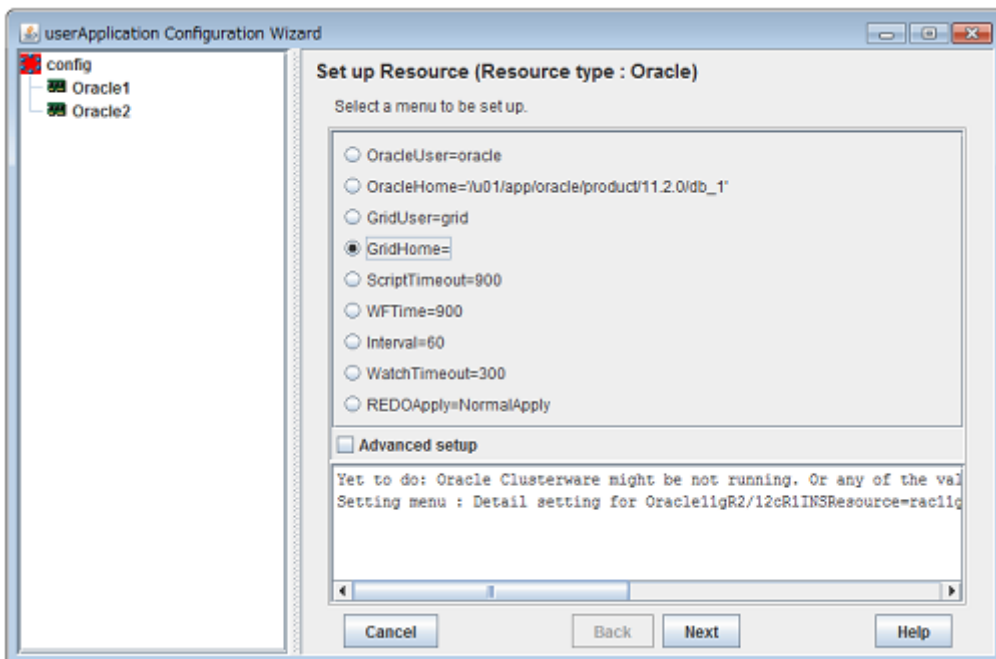 userApplication Configuration Wizard
config
Oracle1
Oracle2
Set up Resource (Resource type : Oracle)
Select a menu to be set up.
OracleUser=oracle
OracleHome='/u01/app/oracle/product/11.2.0/db_1'
GridUser=grid
GridHome=
ScriptTimeout=900
WFTime=900
Interval=60
WatchTimeout=300
REDOApply=NormalApply
Advanced setup
Yet to do: Oracle Clusterware might be not running. Or any of the val
Setting menu : Detail setting for Oracle11gR2/12cR1INSResource=rac11g
Cancel
Back
Next
Help